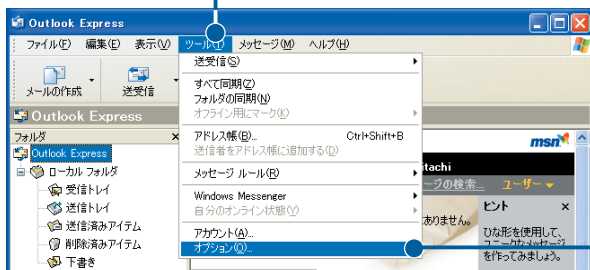 Outlook Express
ファイル(F) 編集(E) 表示(V) ツール(T) メッセージ(M) ヘルプ(H)
メールの作成 送受信
送受信(S)
すべて同期(Z)
フォルダの同期(N)
オフライン用にマーク(K)
アドレス帳(B)... Ctrl+Shift+B
送信者をアドレス帳に追加する(D)
メッセージ ルール(R)
Windows Messenger
自分のオンライン状態(Y)
アカウント(A)...
オプション(O)...
Outlook Express
フォルダ ×
Outlook Express
ローカル フォルダ
受信トレイ
送信トレイ
送信済みアイテム
削除済みアイテム
下書き
msn
itachi
ージの検索... ユーザー
ありません。
ヒント ×
ひな形を使用して、
ユニークなメッセージ
を作ってみましょう。